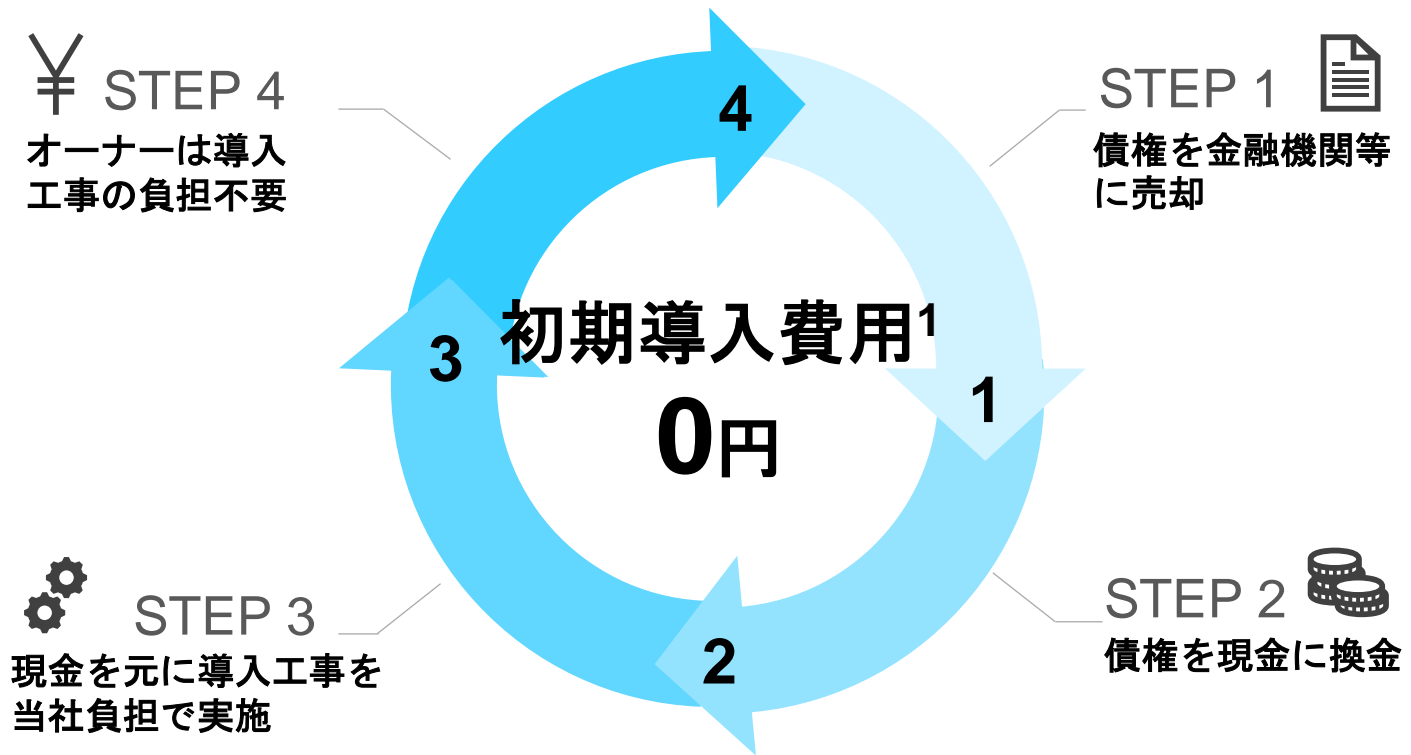 STEP 1
債権を金融機関等
に売却
STEP 2
債権を現金に換金
STEP 3
現金を元に導入工事を
当社負担で実施
¥ STEP 4
オーナーは導入
工事の負担不要
初期導入費用¹
0円
4
1
2
3